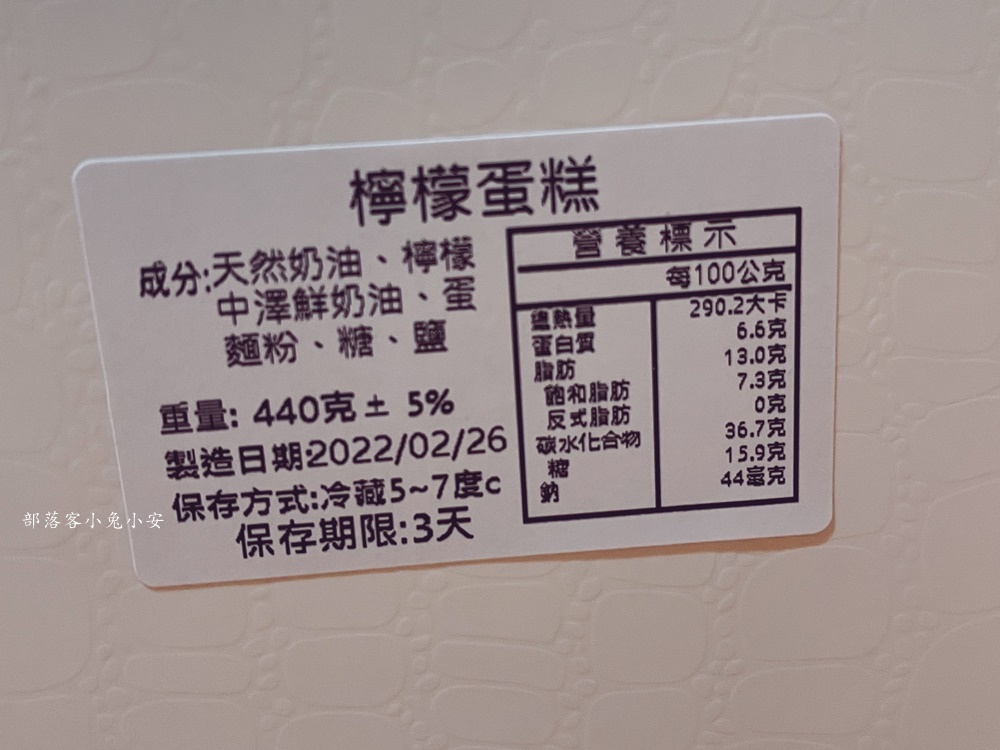 檸檬蛋糕
成分:天然奶油、檸檬
中澤鮮奶油、蛋
麵粉、糖、鹽
重量: 440克± 5%
製造日期:2022/02/26
保存方式:冷藏5~7度c
保存期限:3天
營養標示
每100公克
總熱量 290.2大卡
蛋白質 6.6克
脂肪 13.0克
飽和脂肪 7.3克
反式脂肪 0克
碳水化合物 36.7克
糖 15.9克
鈉 44毫克
部落客小兔小安